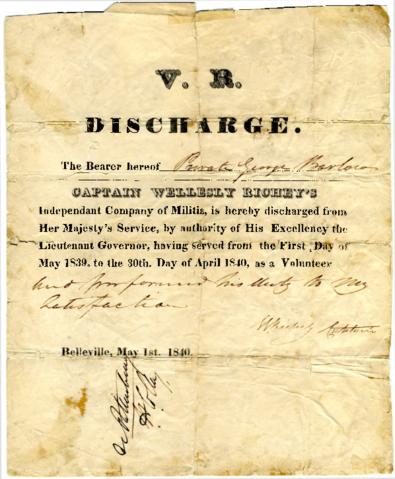 V. R.
DISCHARGE.
The Bearer hereof Private George Barlow
CAPTAIN WELLESLY RICHEY'S
Independant Company of Militia, is hereby discharged from
Her Majesty's Service, by authority of His Excellency the
Lieutenant Governor, having served from the First Day of
May 1839, to the 30th. Day of April 1840, as a Volunteer
and performed his duty to my
Satisfaction
Belleville, May 1st. 1840.